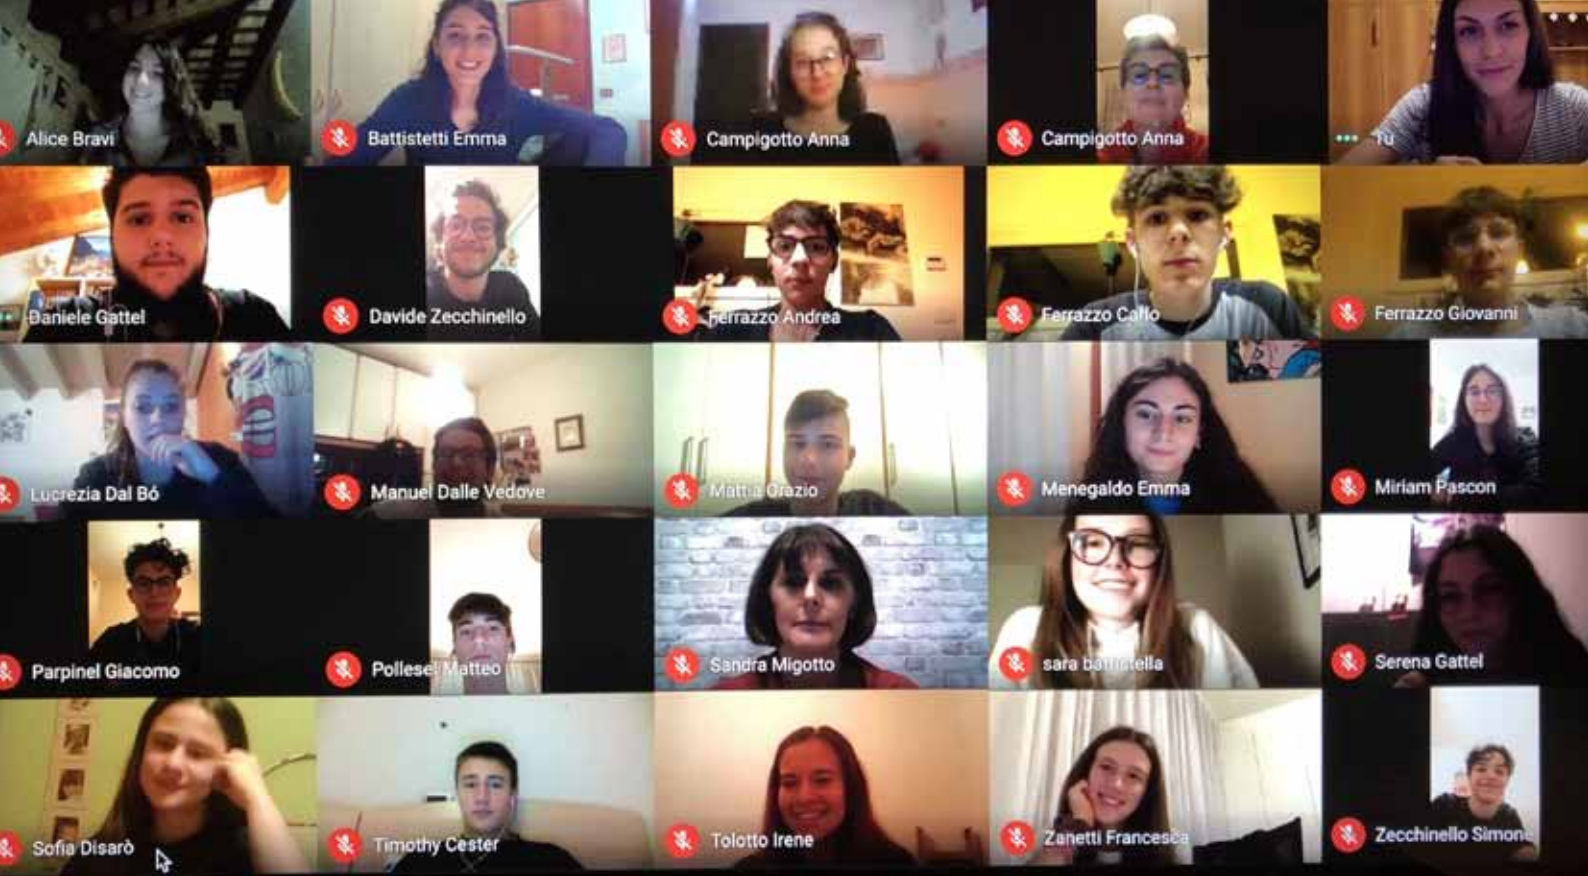 Alice Bravi
Battistetti Emma
Campigotto Anna
Campigotto Anna
Tu
Daniele Gattel
Davide Zecchinello
Ferrazzo Andrea
Ferrazzo Carlo
Ferrazzo Giovanni
Lucrezia Dal Bó
Manuel Dalle Vedove
Mattia Orazio
Menegaldo Emma
Miriam Pascon
Parpinel Giacomo
Pollesel Matteo
Sandra Migotto
sara battistella
Serena Gattel
Sofia Disarò
Timothy Cester
Tolotto Irene
Zanetti Francesca
Zecchinello Simone